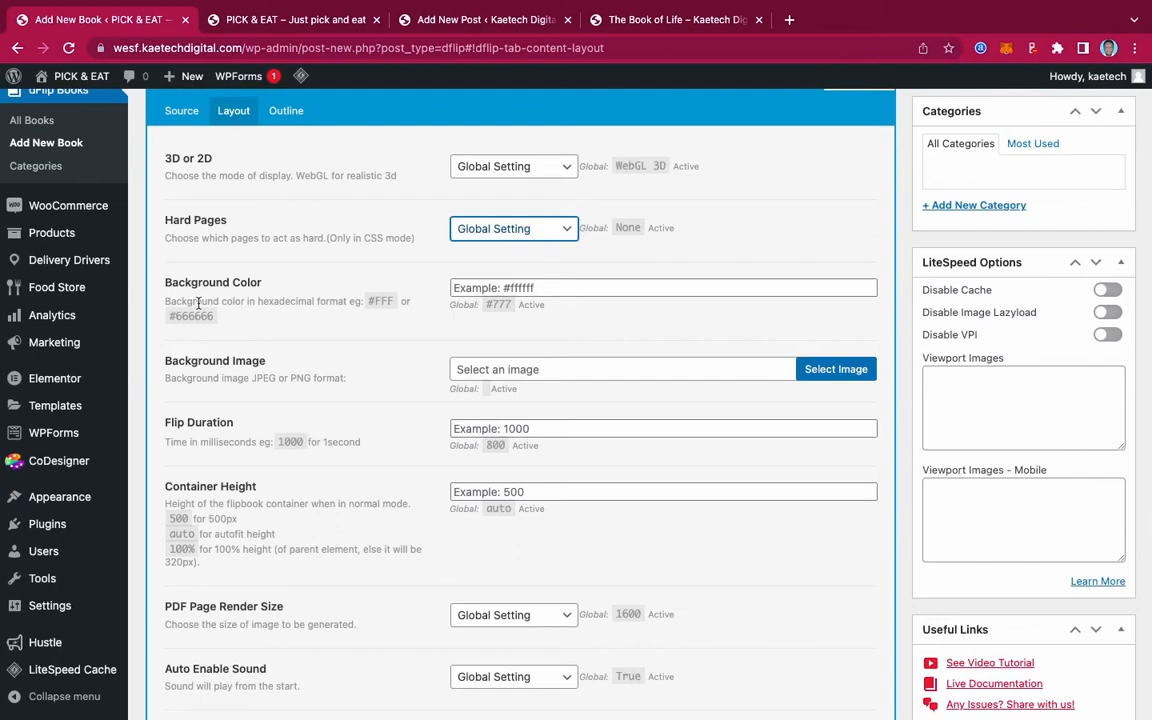 Add New Book ‹ PICK & EAT —
PICK & EAT – Just pick and eat
Add New Post ‹ Kaetech Digita
The Book of Life – Kaetech Dig
wesf.kaetechdigital.com/wp-admin/post-new.php?post_type=dflip#!dflip-tab-content-layout
PICK & EAT
New
WPForms 1
Howdy, kaetech
dFlip Books
All Books
Add New Book
Categories
WooCommerce
Products
Delivery Drivers
Food Store
Analytics
Marketing
Elementor
Templates
WPForms
CoDesigner
Appearance
Plugins
Users
Tools
Settings
Hustle
LiteSpeed Cache
Collapse menu
Source
Layout
Outline
3D or 2D
Choose the mode of display. WebGL for realistic 3d
Global Setting
Global: WebGL 3D Active
Hard Pages
Choose which pages to act as hard.(Only in CSS mode)
Global Setting
Global: None Active
Background Color
Background color in hexadecimal format eg: #FFF or
#666666
Example: #ffffff
Global: #777 Active
Background Image
Background image JPEG or PNG format:
Select an image
Select Image
Global: Active
Flip Duration
Time in milliseconds eg: 1000 for 1second
Example: 1000
Global: 800 Active
Container Height
Height of the flipbook container when in normal mode.
500 for 500px
auto for autofit height
100% for 100% height (of parent element, else it will be
320px).
Example: 500
Global: auto Active
PDF Page Render Size
Choose the size of image to be generated.
Global Setting
Global: 1600 Active
Auto Enable Sound
Sound will play from the start.
Global Setting
Global: True Active
Categories
All Categories
Most Used
+ Add New Category
LiteSpeed Options
Disable Cache
Disable Image Lazyload
Disable VPI
Viewport Images
Viewport Images - Mobile
Learn More
Useful Links
See Video Tutorial
Live Documentation
Any Issues? Share with us!